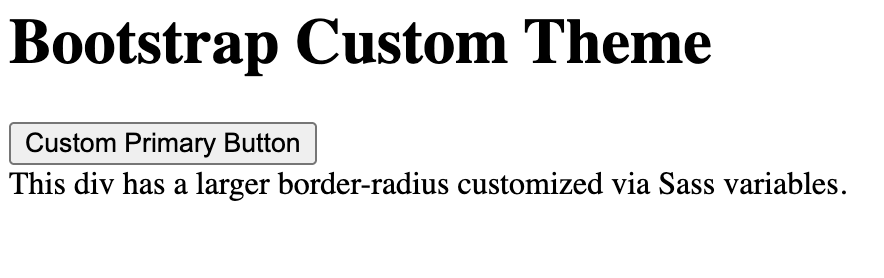 Bootstrap Custom Theme
Custom Primary Button
This div has a larger border-radius customized via Sass variables.